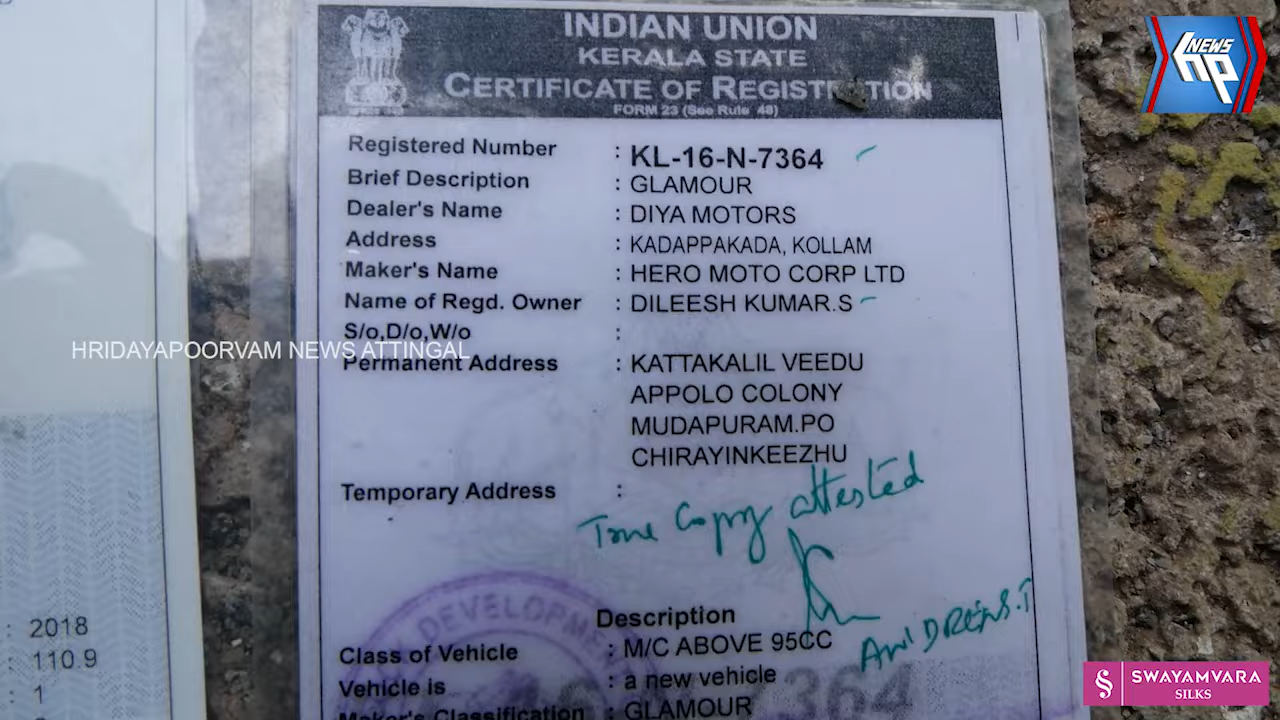 INDIAN UNION
KERALA STATE
CERTIFICATE OF REGISTRATION
FORM 23 (See Rule 48)
Registered Number : KL-16-N-7364
Brief Description : GLAMOUR
Dealer's Name : DIYA MOTORS
Address : KADAPPAKADA, KOLLAM
Maker's Name : HERO MOTO CORP LTD
Name of Regd. Owner : DILEESH KUMAR.S
S/o,D/o,W/o :
HRIDAYAPOORVAM NEWS ATTINGAL
Permanent Address : KATTAKALIL VEEDU
APPOLO COLONY
MUDAPURAM.PO
CHIRAYINKEEZHU
Temporary Address :
True Copy attested
DEVELOPME
Description
Class of Vehicle : M/C ABOVE 95CC
Vehicle is : a new vehicle
Maker's Classification : GLAMOUR
7364
: 2018
: 110.9
: 1
NEWS
hp
SWAYAMVARA
SILKS